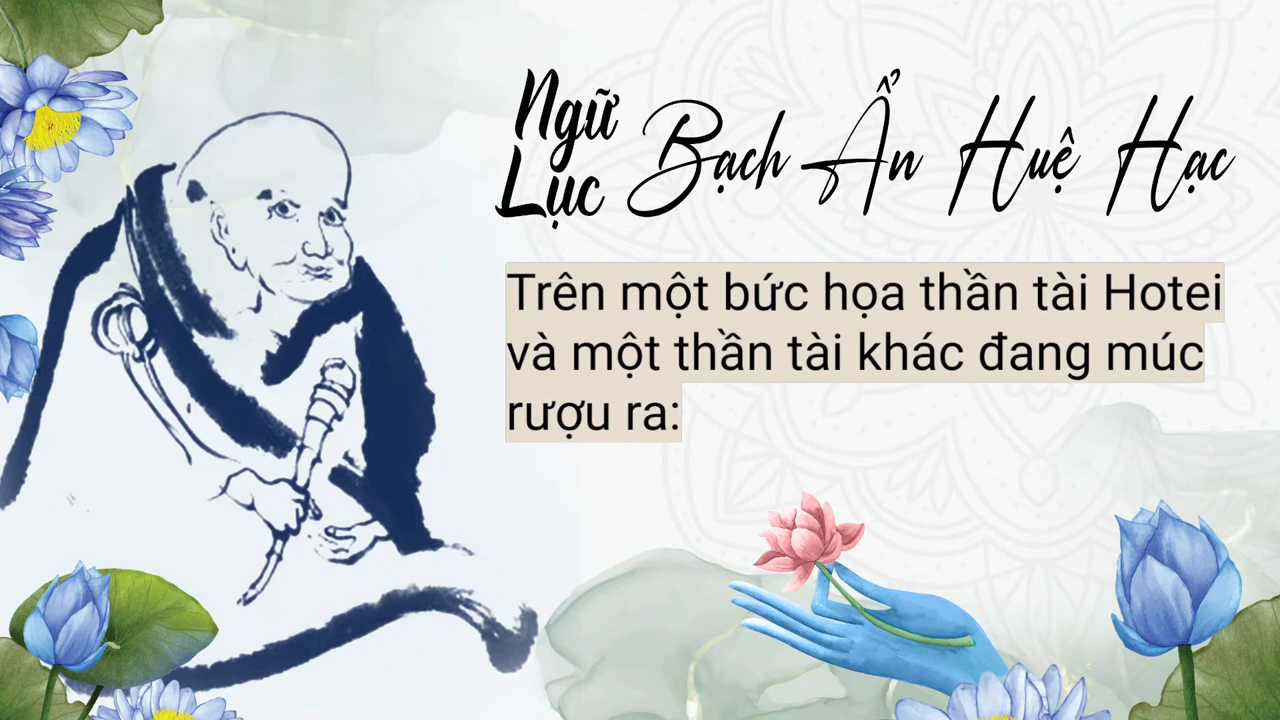 Ngữ
Lục
Bạch Ẩn Huệ Hạc
Trên một bức họa thần tài Hotei
và một thần tài khác đang múc
rượu ra: